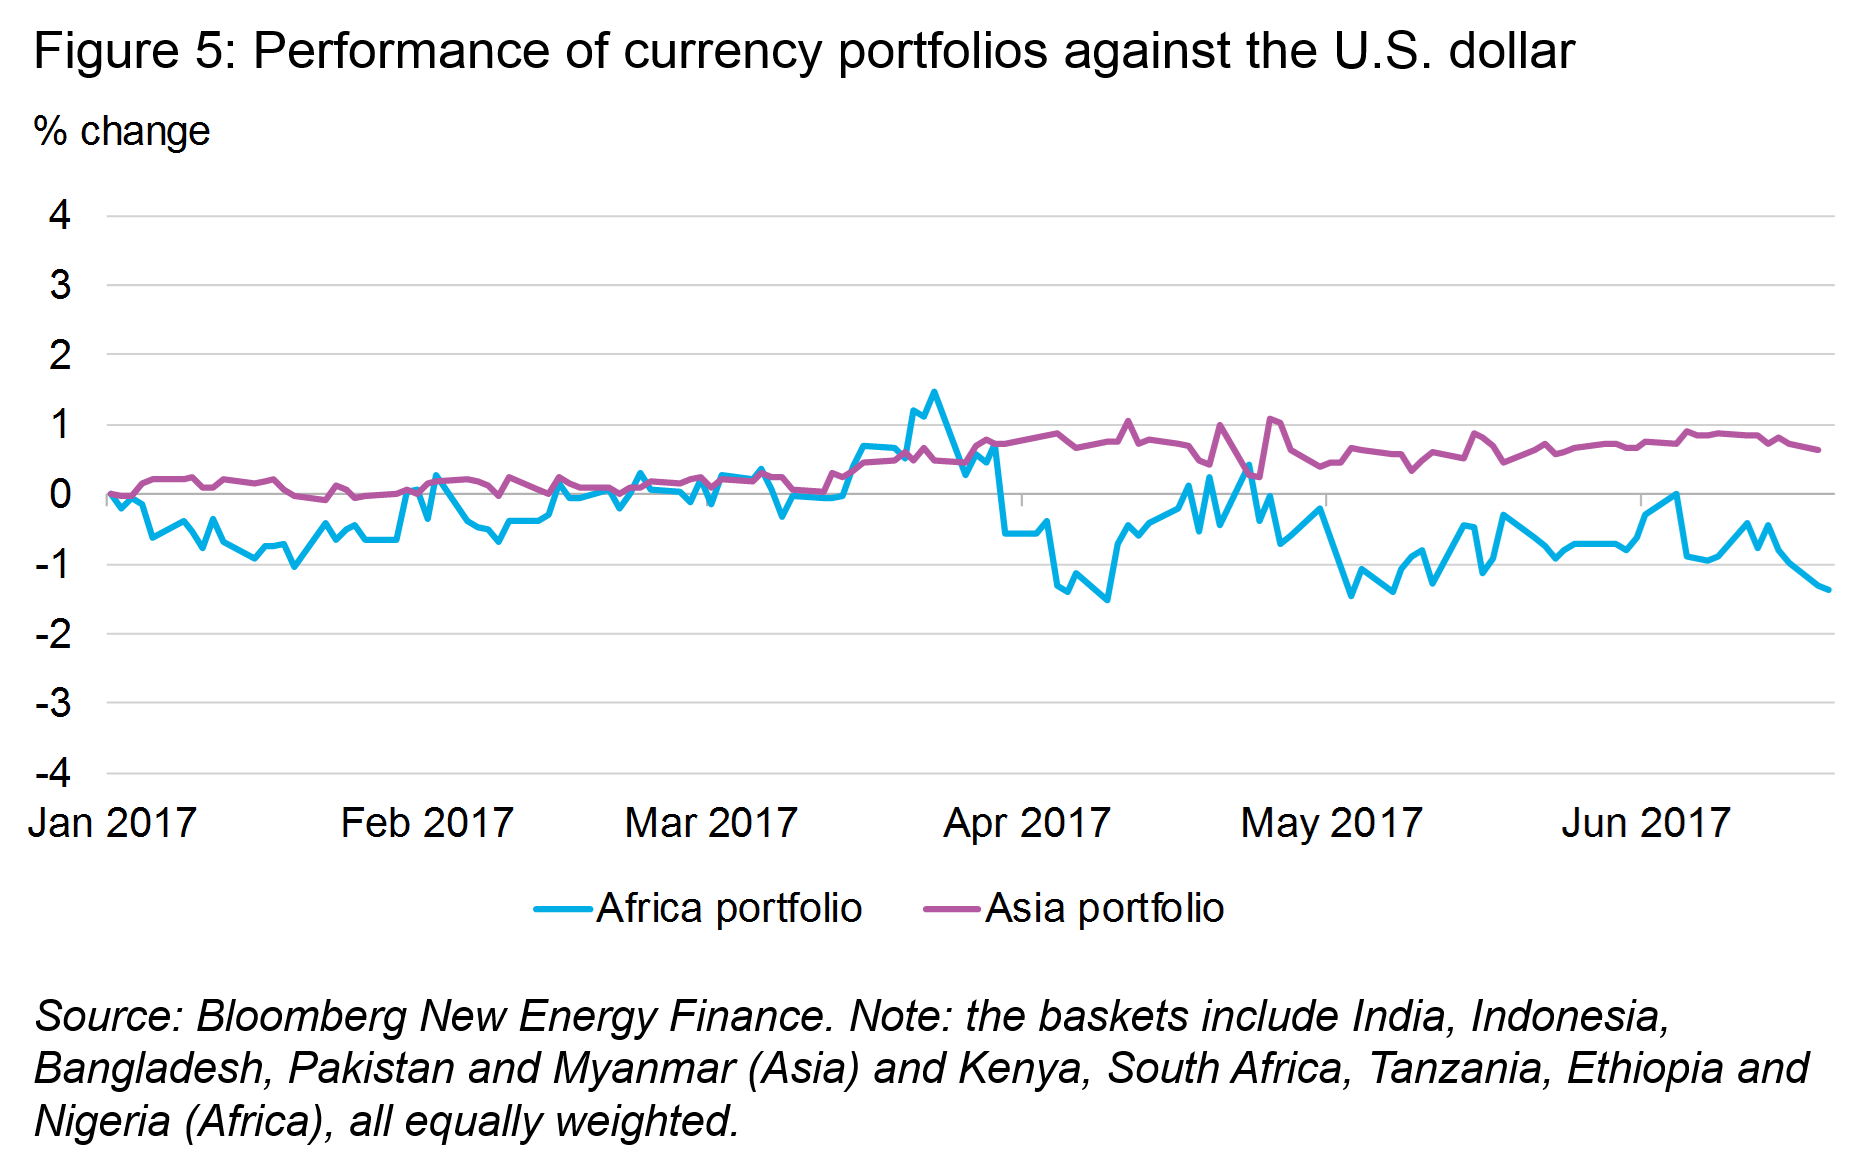 Figure 5: Performance of currency portfolios against the U.S. dollar
% change
4
3
2
1
0
-1
-2
-3
-4
Jan 2017 Feb 2017 Mar 2017 Apr 2017 May 2017 Jun 2017
Africa portfolio Asia portfolio
Source: Bloomberg New Energy Finance. Note: the baskets include India, Indonesia,
Bangladesh, Pakistan and Myanmar (Asia) and Kenya, South Africa, Tanzania, Ethiopia and
Nigeria (Africa), all equally weighted.